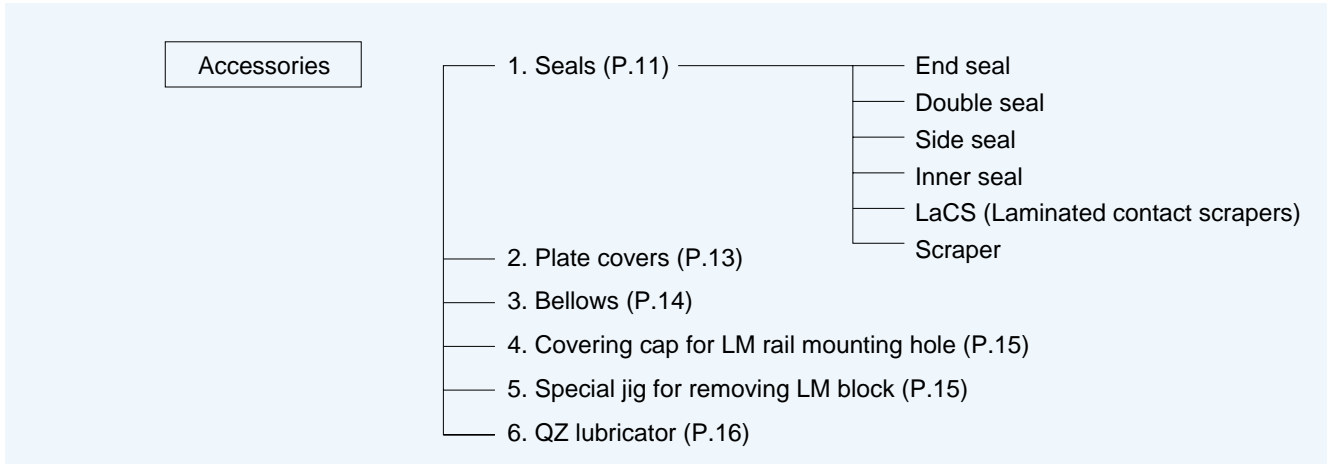 Accessories
1. Seals (P.11)
End seal
Double seal
Side seal
Inner seal
LaCS (Laminated contact scrapers)
Scraper
2. Plate covers (P.13)
3. Bellows (P.14)
4. Covering cap for LM rail mounting hole (P.15)
5. Special jig for removing LM block (P.15)
6. QZ lubricator (P.16)